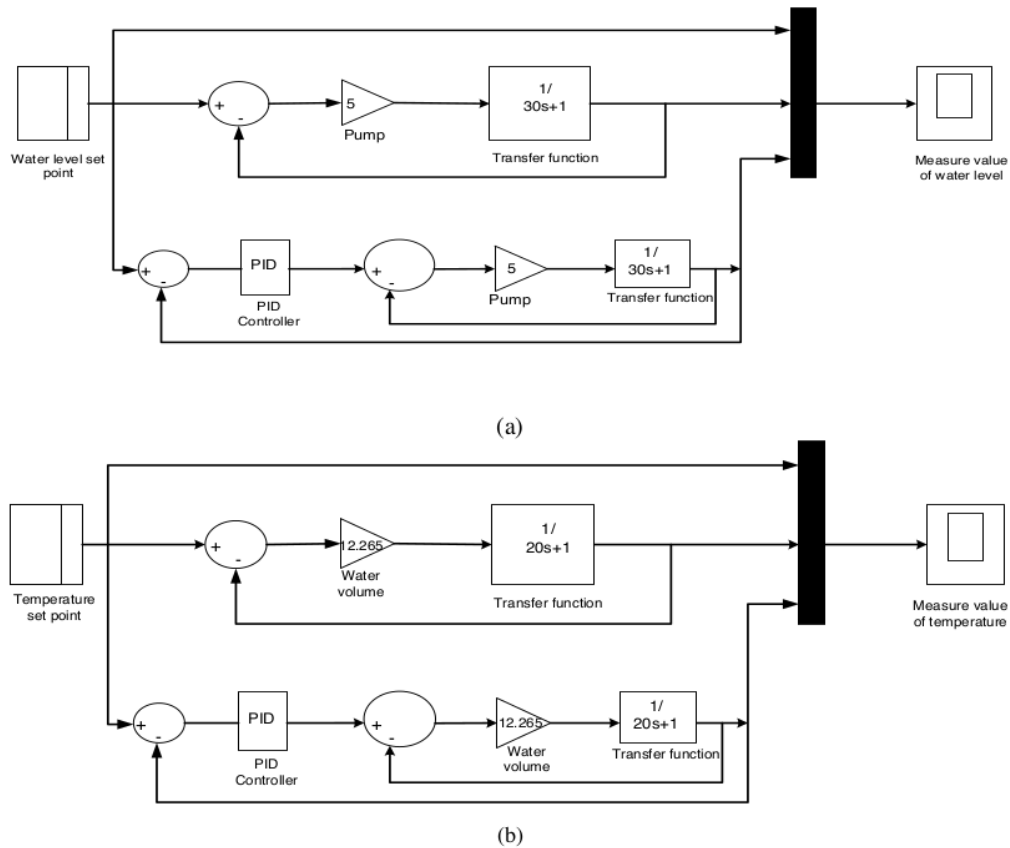 +
-
5
Pump
1/
30s+1
Transfer function
Water level set
point
Measure value
of water level
+
-
PID
PID
Controller
+
-
5
Pump
1/
30s+1
Transfer function
(a)
+
-
12.265
Water
volume
1/
20s+1
Transfer function
Temperature
set point
Measure value
of temperature
+
-
PID
PID
Controller
+
-
12.265
Water
volume
1/
20s+1
Transfer function
(b)